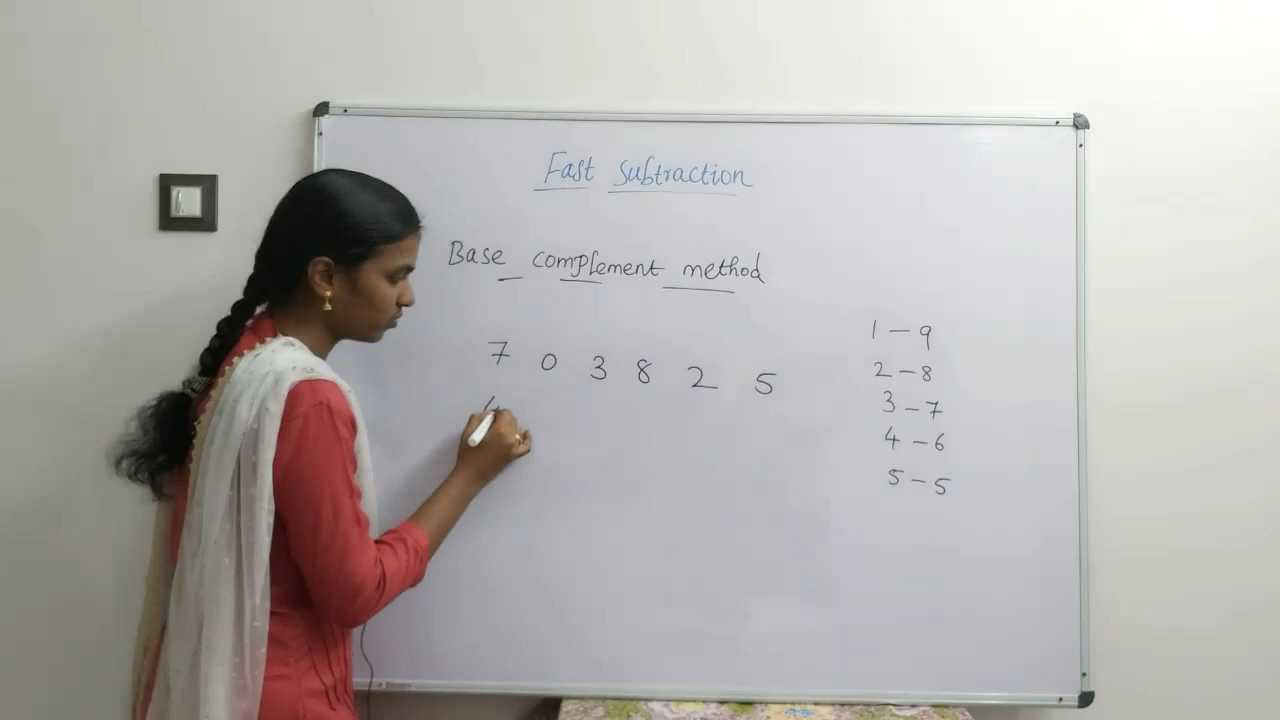 Fast Subtraction
Base complement method
7 0 3 8 2 5
1 - 9
2 - 8
3 - 7
4 - 6
5 - 5